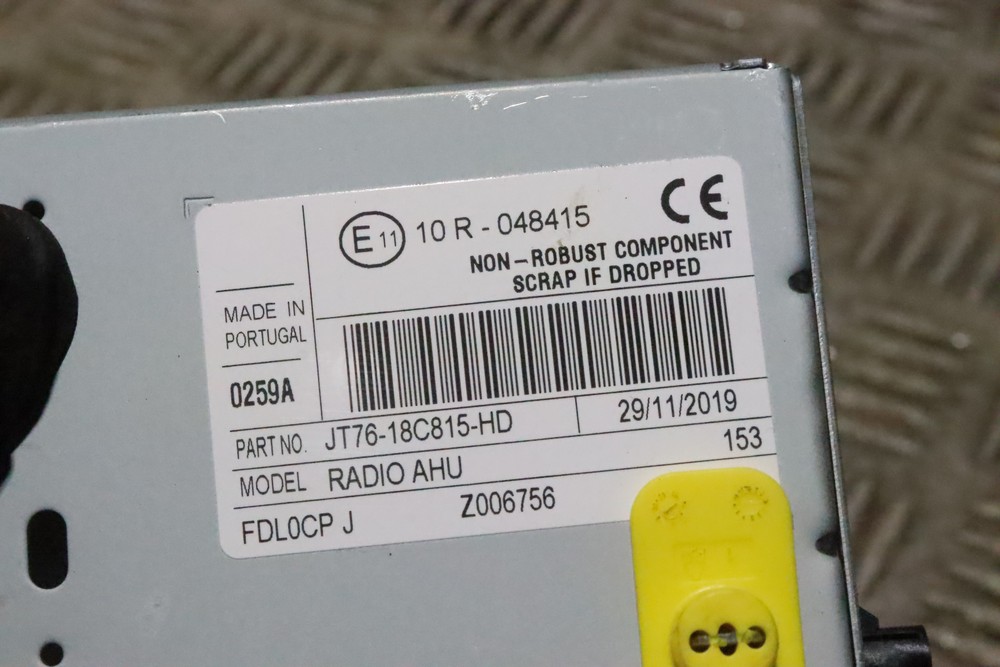 E 11 10 R - 048415 CE
NON-ROBUST COMPONENT
SCRAP IF DROPPED
MADE IN
PORTUGAL
0259A
PART NO. JT76-18C815-HD 29/11/2019
MODEL RADIO AHU 153
FDL0CP J Z006756